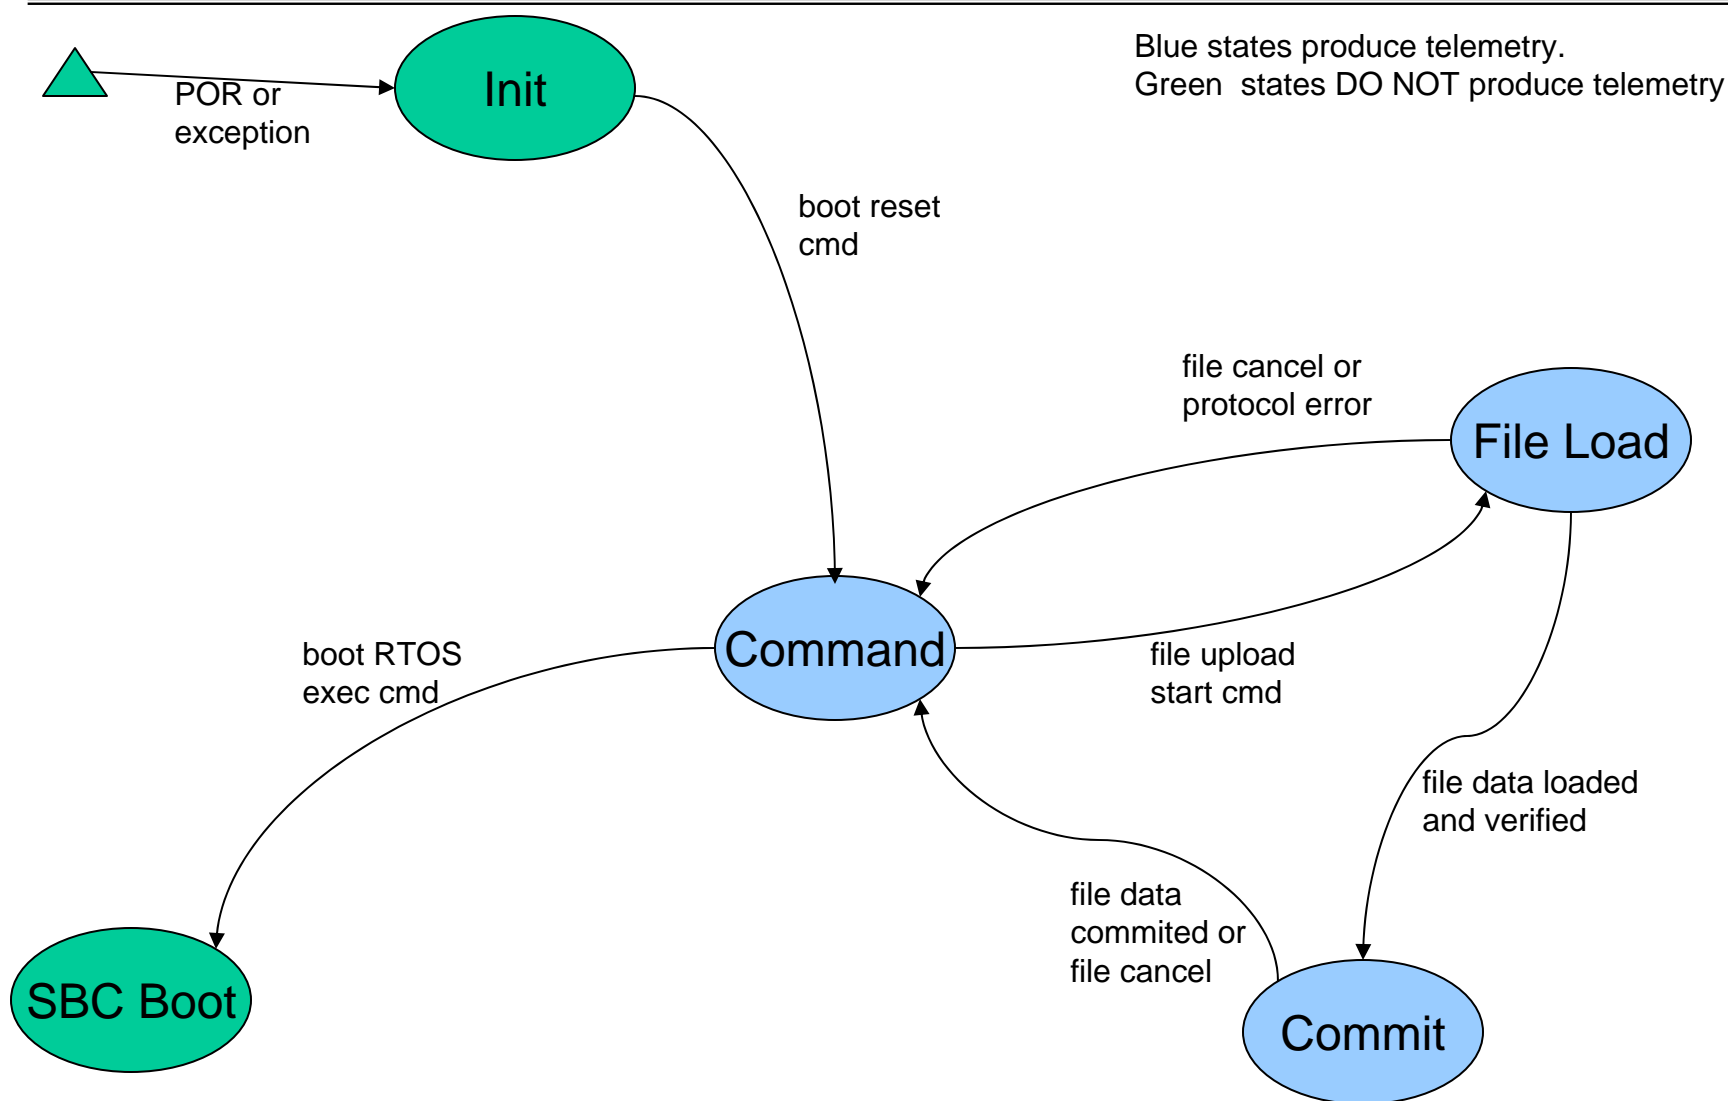 Blue states produce telemetry.
Green  states DO NOT produce telemetry
POR or
exception
Init
boot reset
cmd
file cancel or
protocol error
File Load
Command
boot RTOS
exec cmd
file upload
start cmd
file data loaded
and verified
file data
commited or
file cancel
SBC Boot
Commit